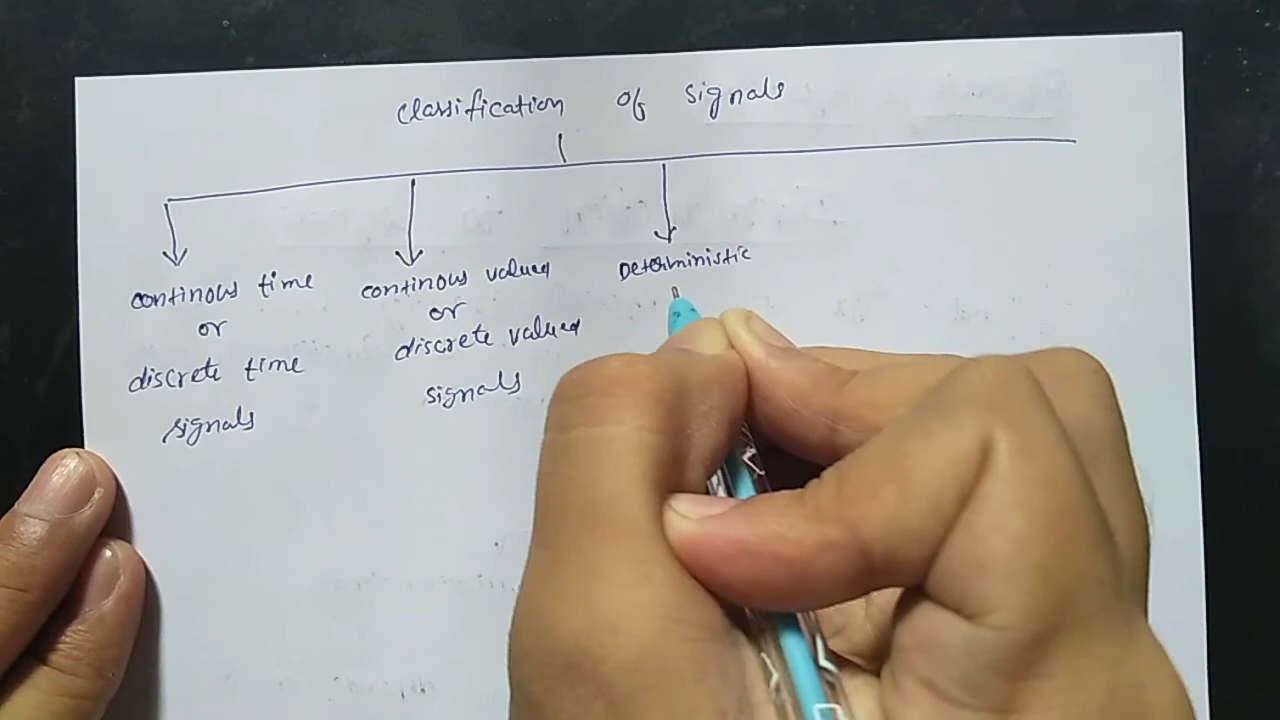 classification of signals
continous time
or
discrete time
signals
continous valued
or
discrete valued
signals
Deterministic